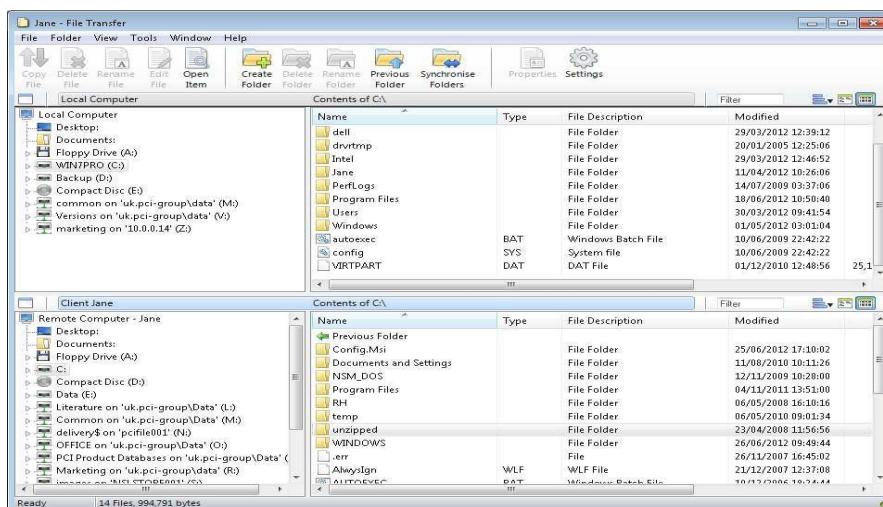 Jane - File Transfer
File Folder View Tools Window Help
Copy File Delete File Rename File Edit File Open Item Create Folder Delete Folder Rename Folder Previous Folder Synchronise Folders Properties Settings
Local Computer Contents of C:\ Filter
Local Computer
Desktop:
Documents:
Floppy Drive (A:)
WIN7PRO (C:)
Backup (D:)
Compact Disc (E:)
common on 'uk.pci-group\data' (M:)
Versions on 'uk.pci-group\data' (V:)
marketing on '10.0.0.14' (Z:)
Name Type File Description Modified
dell File Folder 29/03/2012 12:39:12
drvrtmp File Folder 20/01/2005 12:25:06
Intel File Folder 29/03/2012 12:46:52
Jane File Folder 11/04/2012 10:26:06
PerfLogs File Folder 14/07/2009 03:37:06
Program Files File Folder 18/06/2012 10:50:40
Users File Folder 30/03/2012 09:41:54
Windows File Folder 01/05/2012 03:01:04
autoexec BAT Windows Batch File 10/06/2009 22:42:22
config SYS System file 10/06/2009 22:42:22
VIRTPART DAT DAT File 01/12/2010 12:48:56 25,1
Client Jane Contents of C:\ Filter
Remote Computer - Jane
Desktop:
Documents:
Floppy Drive (A:)
C:
Compact Disc (D:)
Data (E:)
Literature on 'uk.pci-group\Data' (L:)
Common on 'uk.pci-group\Data' (M:)
delivery$ on 'pcifile001' (N:)
OFFICE on 'uk.pci-group\Data' (O:)
PCI Product Databases on 'uk.pci-group\Data' (
Marketing on 'uk.pci-group\data' (R:)
images on 'NSLSTORE001' (S:)
Name Type File Description Modified
Previous Folder
Config.Msi File Folder 25/06/2012 17:10:02
Documents and Settings File Folder 11/08/2010 10:11:26
NSM_DOS File Folder 12/11/2009 10:28:00
Program Files File Folder 04/11/2011 13:51:00
RH File Folder 06/05/2008 16:10:16
temp File Folder 06/05/2010 09:01:34
unzipped File Folder 23/04/2008 11:56:56
WINDOWS File Folder 26/06/2012 09:49:44
.err File 26/11/2007 16:45:02
AlwysIgn WLF WLF File 21/12/2007 12:37:08
AUTOEXEC BAT Windows Batch File 10/12/2006 18:24:44
Ready 14 Files, 994,791 bytes